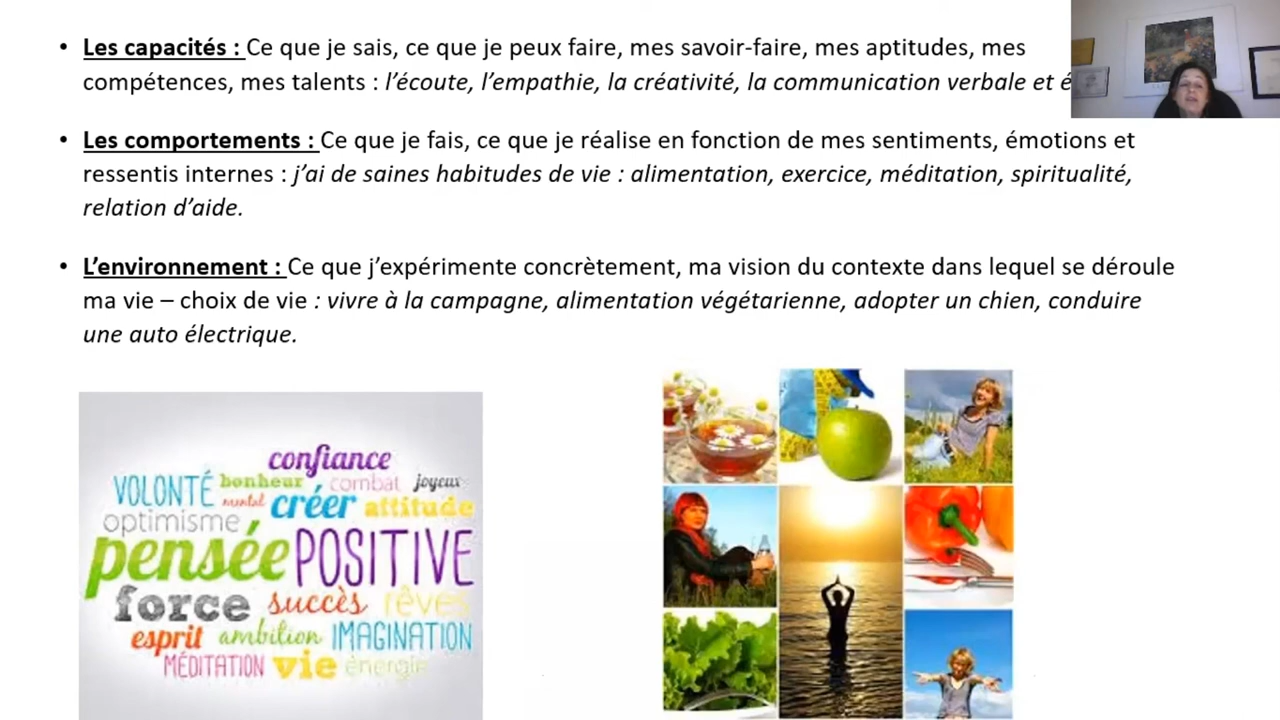 • Les capacités : Ce que je sais, ce que je peux faire, mes savoir-faire, mes aptitudes, mes
compétences, mes talents : l’écoute, l’empathie, la créativité, la communication verbale et
• Les comportements : Ce que je fais, ce que je réalise en fonction de mes sentiments, émotions et
ressentis internes : j’ai de saines habitudes de vie : alimentation, exercice, méditation, spiritualité,
relation d’aide.
• L’environnement : Ce que j’expérimente concrètement, ma vision du contexte dans lequel se déroule
ma vie – choix de vie : vivre à la campagne, alimentation végétarienne, adopter un chien, conduire
une auto électrique.
confiance
VOLONTÉ bonheur combat joyeux
mental créer attitude
optimisme
pensée POSITIVE
force succès rêves
esprit ambition IMAGINATION
MÉDITATION vie énergie